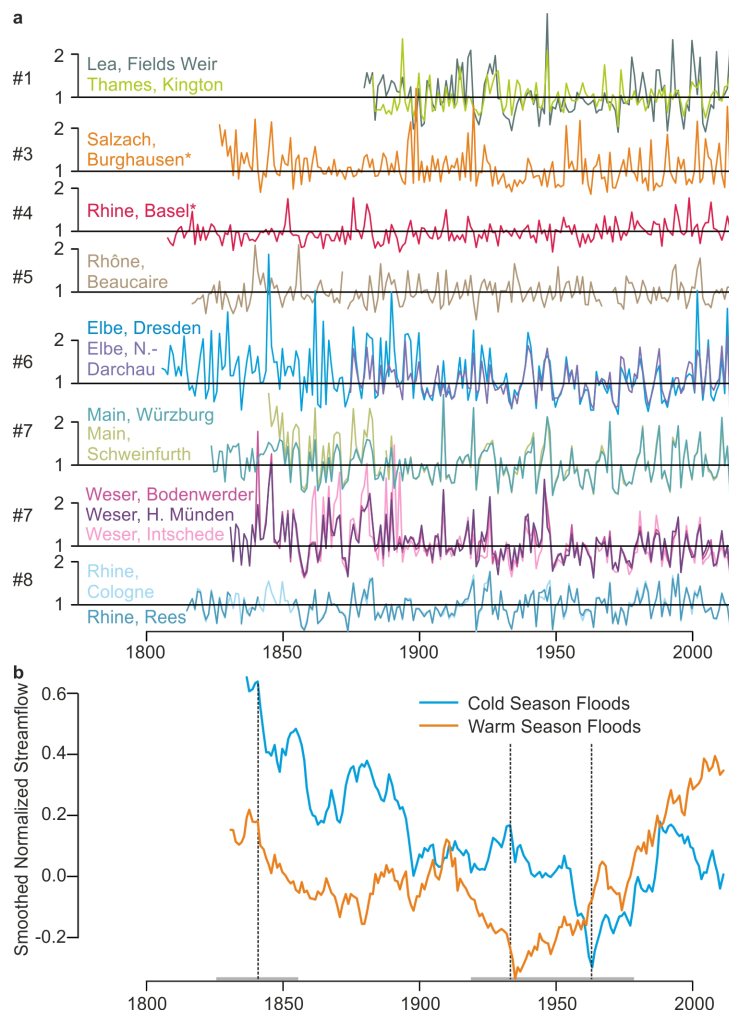 a
#1
2
1
Lea, Fields Weir
Thames, Kington
#3
2
1
Salzach,
Burghausen*
#4
2
1
Rhine, Basel*
#5
2
1
Rhône,
Beaucaire
#6
2
1
Elbe, Dresden
Elbe, N.-
Darchau
#7
2
1
Main, Würzburg
Main,
Schweinfurth
#7
2
1
Weser, Bodenwerder
Weser, H. Münden
Weser, Intschede
#8
2
1
Rhine,
Cologne
Rhine, Rees
1800 1850 1900 1950 2000
b
Smoothed Normalized Streamflow
0.6
0.4
0.2
0.0
-0.2
Cold Season Floods
Warm Season Floods
1800 1850 1900 1950 2000